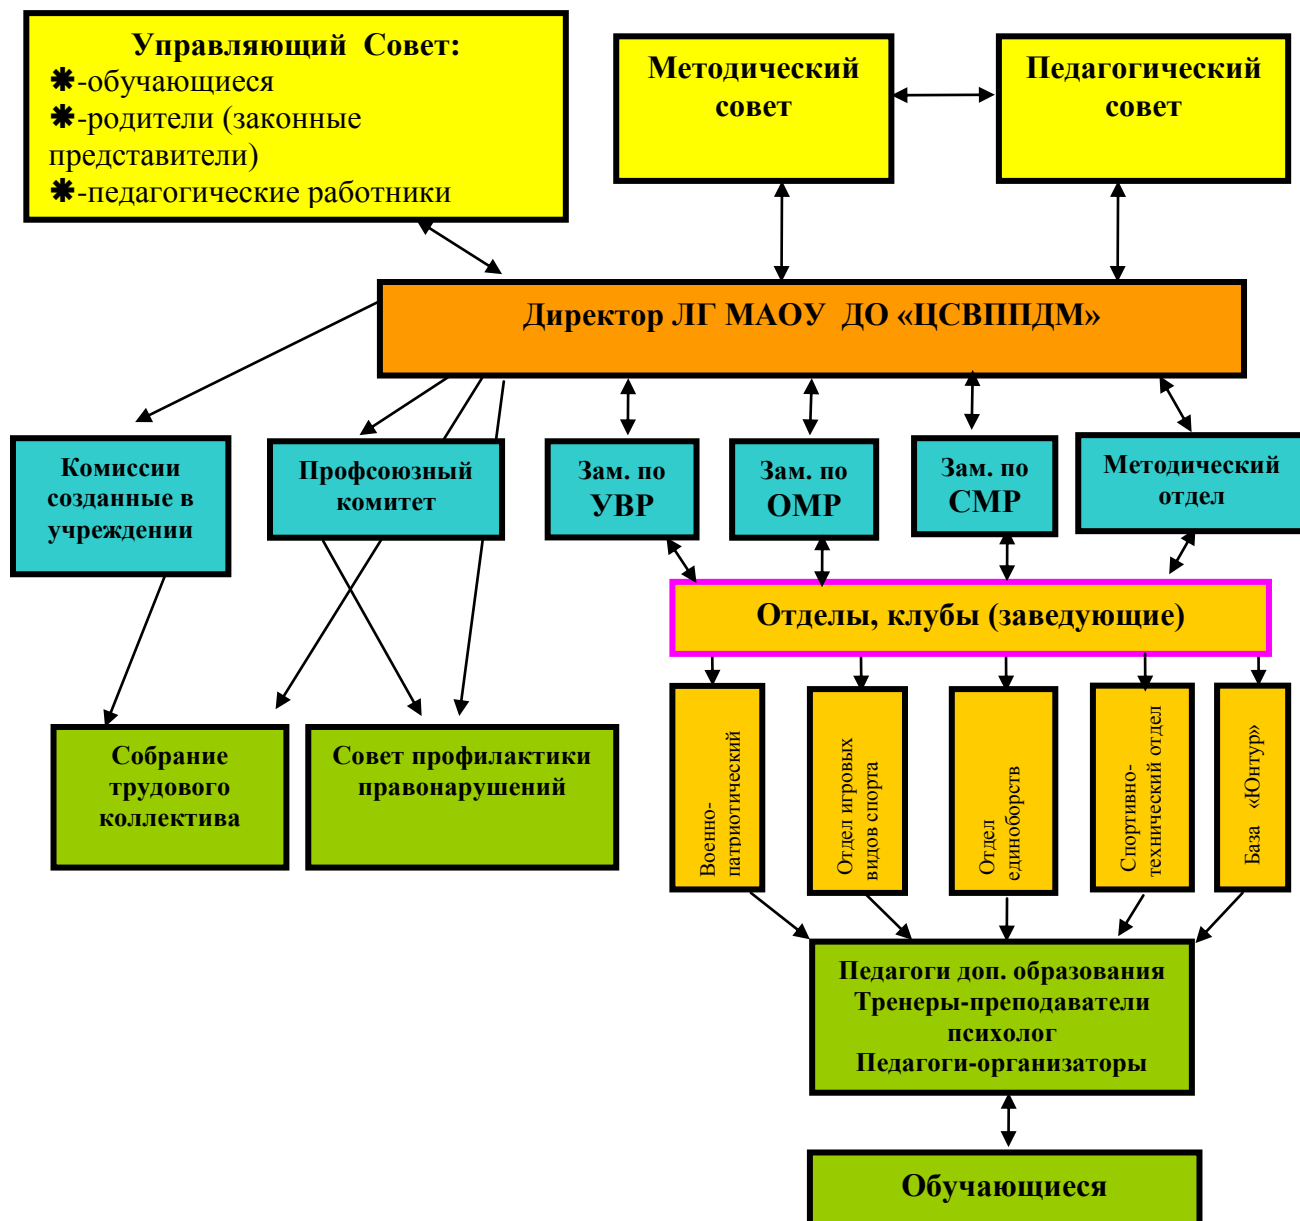 Управляющий Совет:
✵-обучающиеся
✵-родители (законные
представители)
✵-педагогические работники
Методический
совет
Педагогический
совет
Директор ЛГ МАОУ ДО «ЦСВППДМ»
Комиссии
созданные в
учреждении
Профсоюзный
комитет
Зам. по
УВР
Зам. по
ОМР
Зам. по
СМР
Методический
отдел
Отделы, клубы (заведующие)
Собрание
трудового
коллектива
Совет профилактики
правонарушений
Военно-
патриотический
Отдел игровых
видов спорта
Отдел
единоборств
Спортивно-
технический отдел
База «Юнтур»
Педагоги доп. образования
Тренеры-преподаватели
психолог
Педагоги-организаторы
Обучающиеся